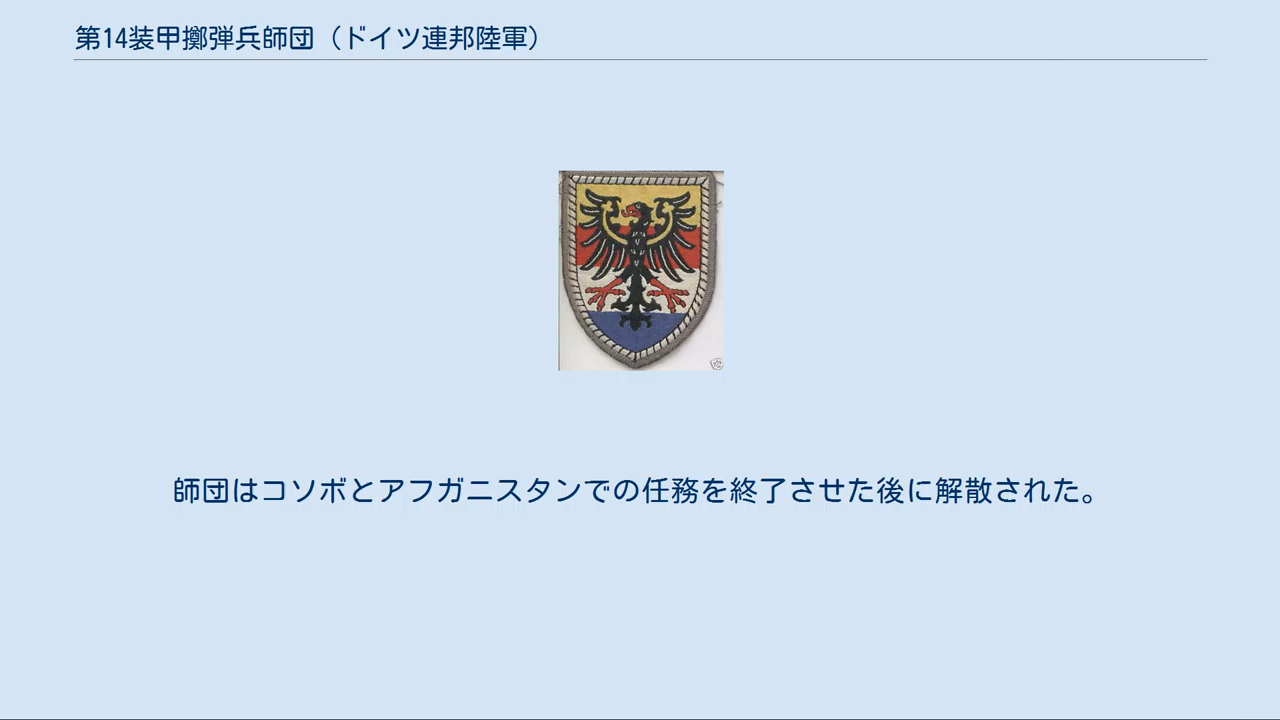 第14装甲擲弾兵師団（ドイツ連邦陸軍）
師団はコソボとアフガニスタンでの任務を終了させた後に解散された。